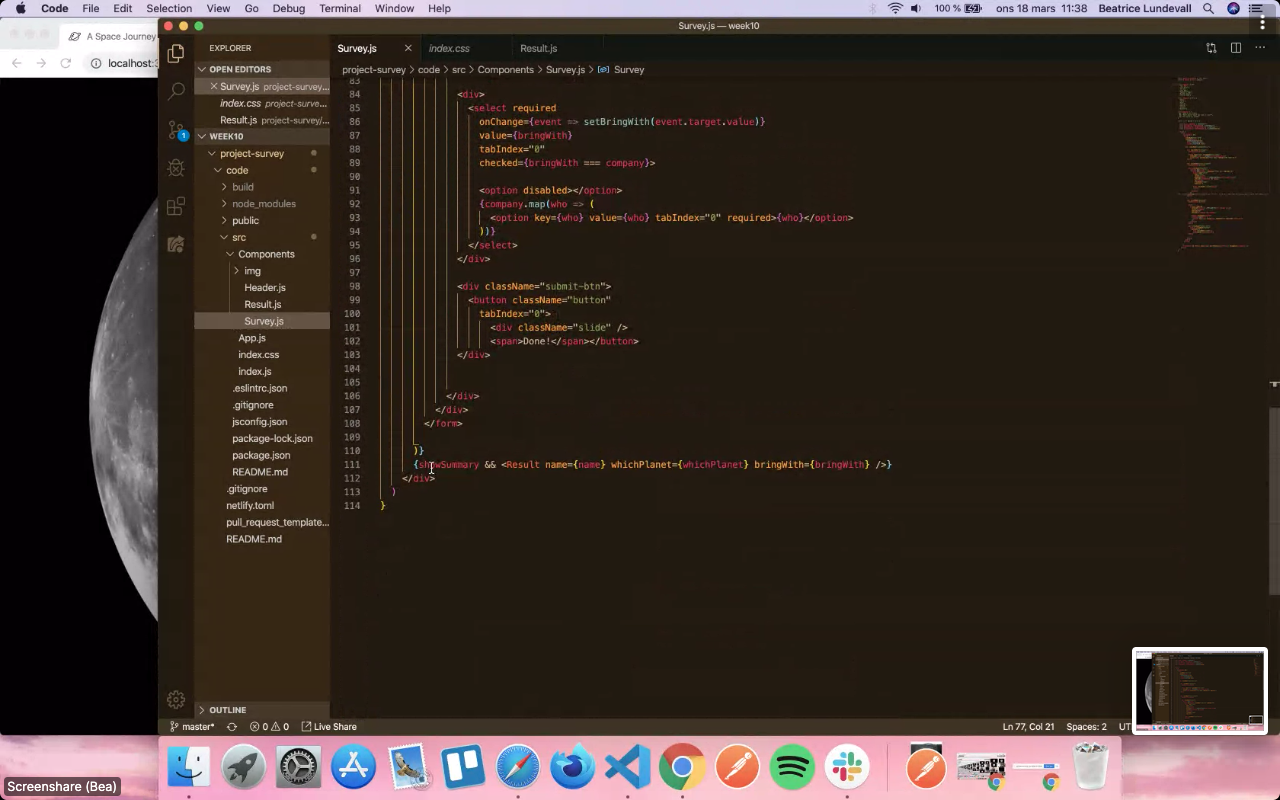 Code File Edit Selection View Go Debug Terminal Window Help 100 % ons 18 mars 11:38 Beatrice Lundevall
Survey.js — week10
A Space Journey
localhost:3
EXPLORER
OPEN EDITORS
Survey.js project-survey...
index.css project-surve...
Result.js project-survey/...
WEEK10
project-survey
code
build
node_modules
public
src
Components
img
Header.js
Result.js
Survey.js
App.js
index.css
index.js
.eslintrc.json
.gitignore
jsconfig.json
package-lock.json
package.json
README.md
.gitignore
netlify.toml
pull_request_template...
README.md
OUTLINE
Survey.js index.css Result.js
project-survey > code > src > Components > Survey.js > Survey
83
84 <div>
85 <select required
86 onChange={event => setBringWith(event.target.value)}
87 value={bringWith}
88 tabIndex="0"
89 checked={bringWith === company}>
90
91 <option disabled></option>
92 {company.map(who => (
93 <option key={who} value={who} tabIndex="0" required>{who}</option>
94 ))}
95 </select>
96 </div>
97
98 <div className="submit-btn">
99 <button className="button"
100 tabIndex="0">
101 <div className="slide" />
102 <span>Done!</span></button>
103 </div>
104
105
106 </div>
107 </div>
108 </form>
109
110 )}
111 {showSummary && <Result name={name} whichPlanet={whichPlanet} bringWith={bringWith} />}
112 </div>
113 )
114 }
1
master* 0 0 Live Share Ln 77, Col 21 Spaces: 2 UT
Screenshare (Bea)